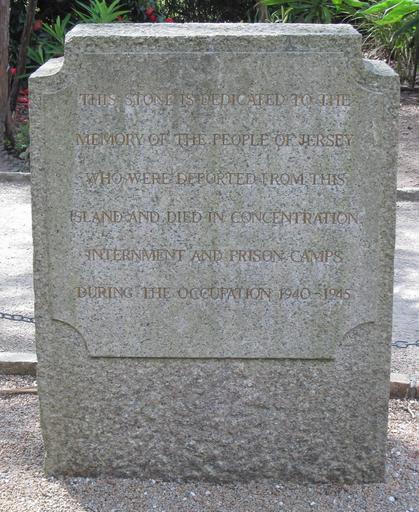 THIS STONE IS DEDICATED TO THE
MEMORY OF THE PEOPLE OF JERSEY
WHO WERE DEPORTED FROM THIS
ISLAND AND DIED IN CONCENTRATION
INTERNMENT AND PRISON CAMPS
DURING THE OCCUPATION 1940-1945